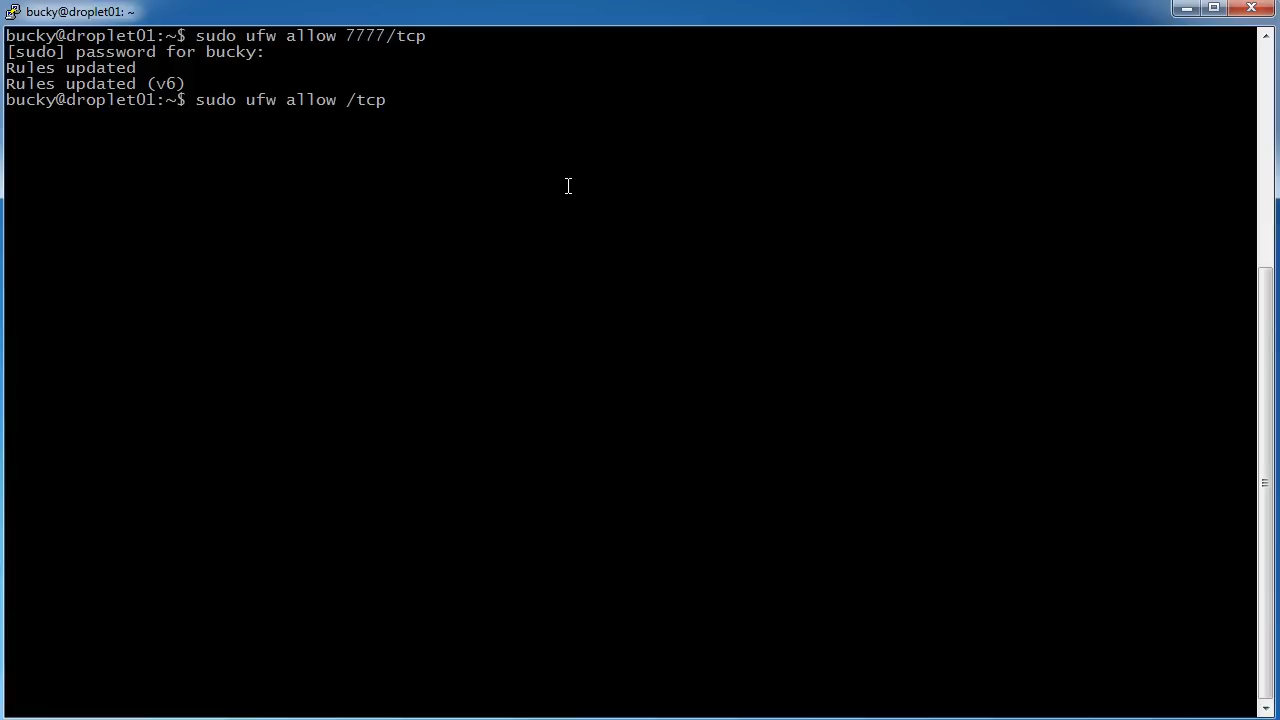 bucky@droplet01: ~
bucky@droplet01:~$ sudo ufw allow 7777/tcp
[sudo] password for bucky:
Rules updated
Rules updated (v6)
bucky@droplet01:~$ sudo ufw allow /tcp